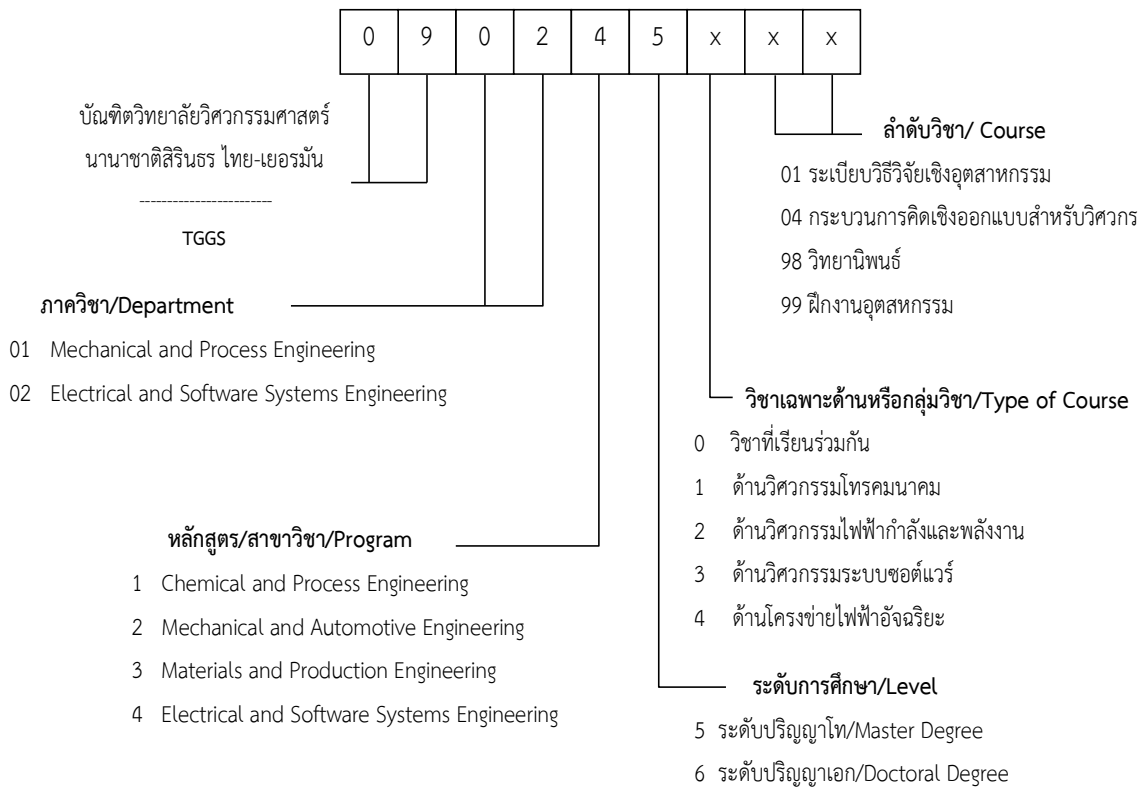 0 9 0 2 4 5 x x x
บัณฑิตวิทยาลัยวิศวกรรมศาสตร์
นานาชาติสิรินธร ไทย-เยอรมัน
------------------------
TGGS
ลำดับวิชา/ Course
01 ระเบียบวิธีวิจัยเชิงอุตสาหกรรม
04 กระบวนการคิดเชิงออกแบบสำหรับวิศวกร
98 วิทยานิพนธ์
99 ฝึกงานอุตสหกรรม
ภาควิชา/Department
01 Mechanical and Process Engineering
02 Electrical and Software Systems Engineering
วิชาเฉพาะด้านหรือกลุ่มวิชา/Type of Course
0 วิชาที่เรียนร่วมกัน
1 ด้านวิศวกรรมโทรคมนาคม
2 ด้านวิศวกรรมไฟฟ้ากำลังและพลังงาน
3 ด้านวิศวกรรมระบบซอต์แวร์
4 ด้านโครงข่ายไฟฟ้าอัจฉริยะ
หลักสูตร/สาขาวิชา/Program
1 Chemical and Process Engineering
2 Mechanical and Automotive Engineering
3 Materials and Production Engineering
4 Electrical and Software Systems Engineering
ระดับการศึกษา/Level
5 ระดับปริญญาโท/Master Degree
6 ระดับปริญญาเอก/Doctoral Degree